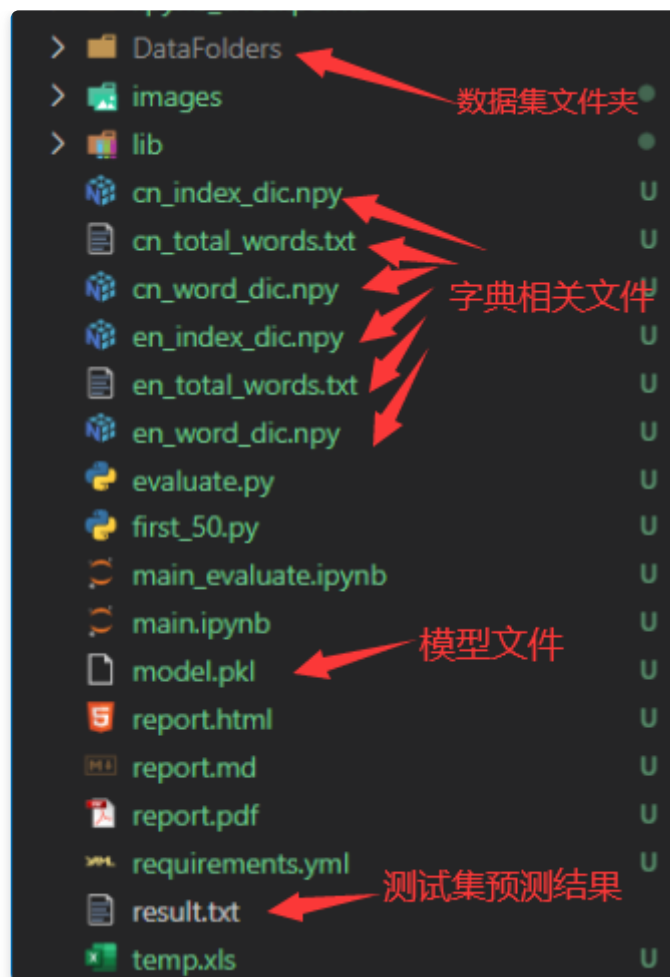 DataFolders
数据集文件夹
images
lib
cn_index_dic.npy U
cn_total_words.txt U
cn_word_dic.npy U
字典相关文件
en_index_dic.npy U
en_total_words.txt U
en_word_dic.npy U
evaluate.py U
first_50.py U
main_evaluate.ipynb U
main.ipynb U
模型文件
model.pkl U
report.html U
report.md U
report.pdf U
requirements.yml U
测试集预测结果
result.txt
temp.xls U